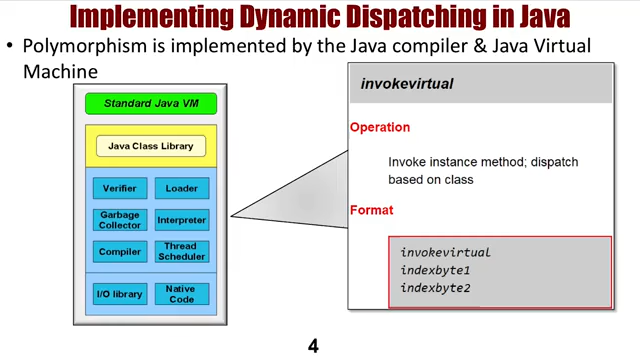 Implementing Dynamic Dispatching in Java
• Polymorphism is implemented by the Java compiler & Java Virtual
Machine
Standard Java VM
Java Class Library
Verifier
Loader
Garbage
Collector
Interpreter
Compiler
Thread
Scheduler
I/O library
Native
Code
invokevirtual
Operation
Invoke instance method; dispatch
based on class
Format
invokevirtual
indexbyte1
indexbyte2
4